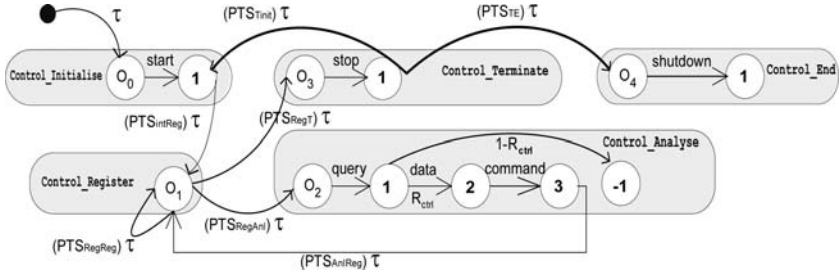 τ
(PTSTinit) τ
(PTSTE) τ
Control_Initialise
O0
start
1
O3
stop
1
Control_Terminate
O4
shutdown
1
Control_End
(PTSintReg) τ
(PTSRegT) τ
Control_Analyse
1-Rctrl
Control_Register
O1
O2
query
1
data
Rctrl
2
command
3
-1
(PTSRegAnl) τ
(PTSRegReg) τ
(PTSAnlReg) τ